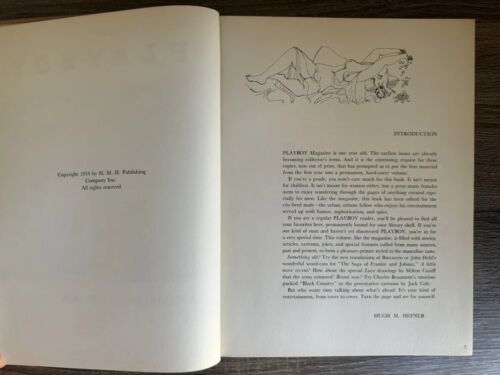 PLAYBOY
Copyright 1954 by H. M. H. Publishing
Company Inc.
All rights reserved.
INTRODUCTION
PLAYBOY Magazine is one year old. The earliest issues are already
becoming collector's items. And it is the continuing request for these
copies, now out of print, that has prompted us to put the best material
from the first year into a permanent, hard-cover volume.
If you're a prude, you won't care much for this book. It isn't meant
for children. It isn't meant for women either, but a great many females
seem to enjoy wandering through the pages of anything created espe-
cially for men. Like the magazine, this book has been edited for the
city-bred male—the urban, urbane fellow who enjoys his entertainment
served up with humor, sophistication, and spice.
If you are a regular PLAYBOY reader, you'll be pleased to find all
your favorites here, permanently bound for your library shelf. If you're
our kind of man and haven't yet discovered PLAYBOY, you're in for
a very special time. This volume, like the magazine, is filled with stories,
articles, cartoons, jokes, and special features culled from many sources,
past and present, to form a pleasure-primer styled to the masculine taste.
Something old? Try the new translations of Boccaccio or John Held's
wonderful wood-cuts for "The Saga of Frankie and Johnny." A little
more recent? How about the special Lace drawings by Milton Caniff
that the army censored? Brand new? Try Charles Beaumont's emotion-
packed "Black Country" or the provocative cartoons by Jack Cole.
But why waste time talking about what's ahead. It's your kind of
entertainment, from cover to cover. Turn the page and see for yourself.
HUGH M. HEFNER